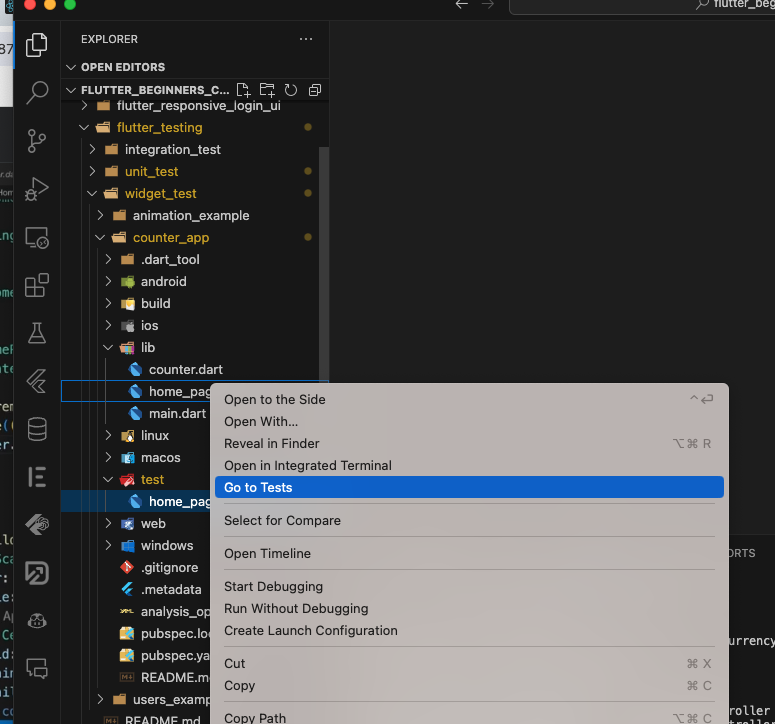 flutter_beg
87
EXPLORER
OPEN EDITORS
FLUTTER_BEGINNERS_C...
flutter_responsive_login_ui
flutter_testing
integration_test
unit_test
widget_test
animation_example
counter_app
.dart_tool
android
build
ios
lib
counter.dart
home_pag
main.dart
linux
macos
test
home_pag
web
windows
.gitignore
.metadata
analysis_op
pubspec.loc
pubspec.ya
README.m
users_examp
README.md
Open to the Side ^↩
Open With...
Reveal in Finder ⌥⌘ R
Open in Integrated Terminal
Go to Tests
Select for Compare
Open Timeline
Start Debugging
Run Without Debugging
Create Launch Configuration
Cut ⌘ X
Copy ⌘ C
Copy Path ⌥⌘ C
ORTS
urrency
roller